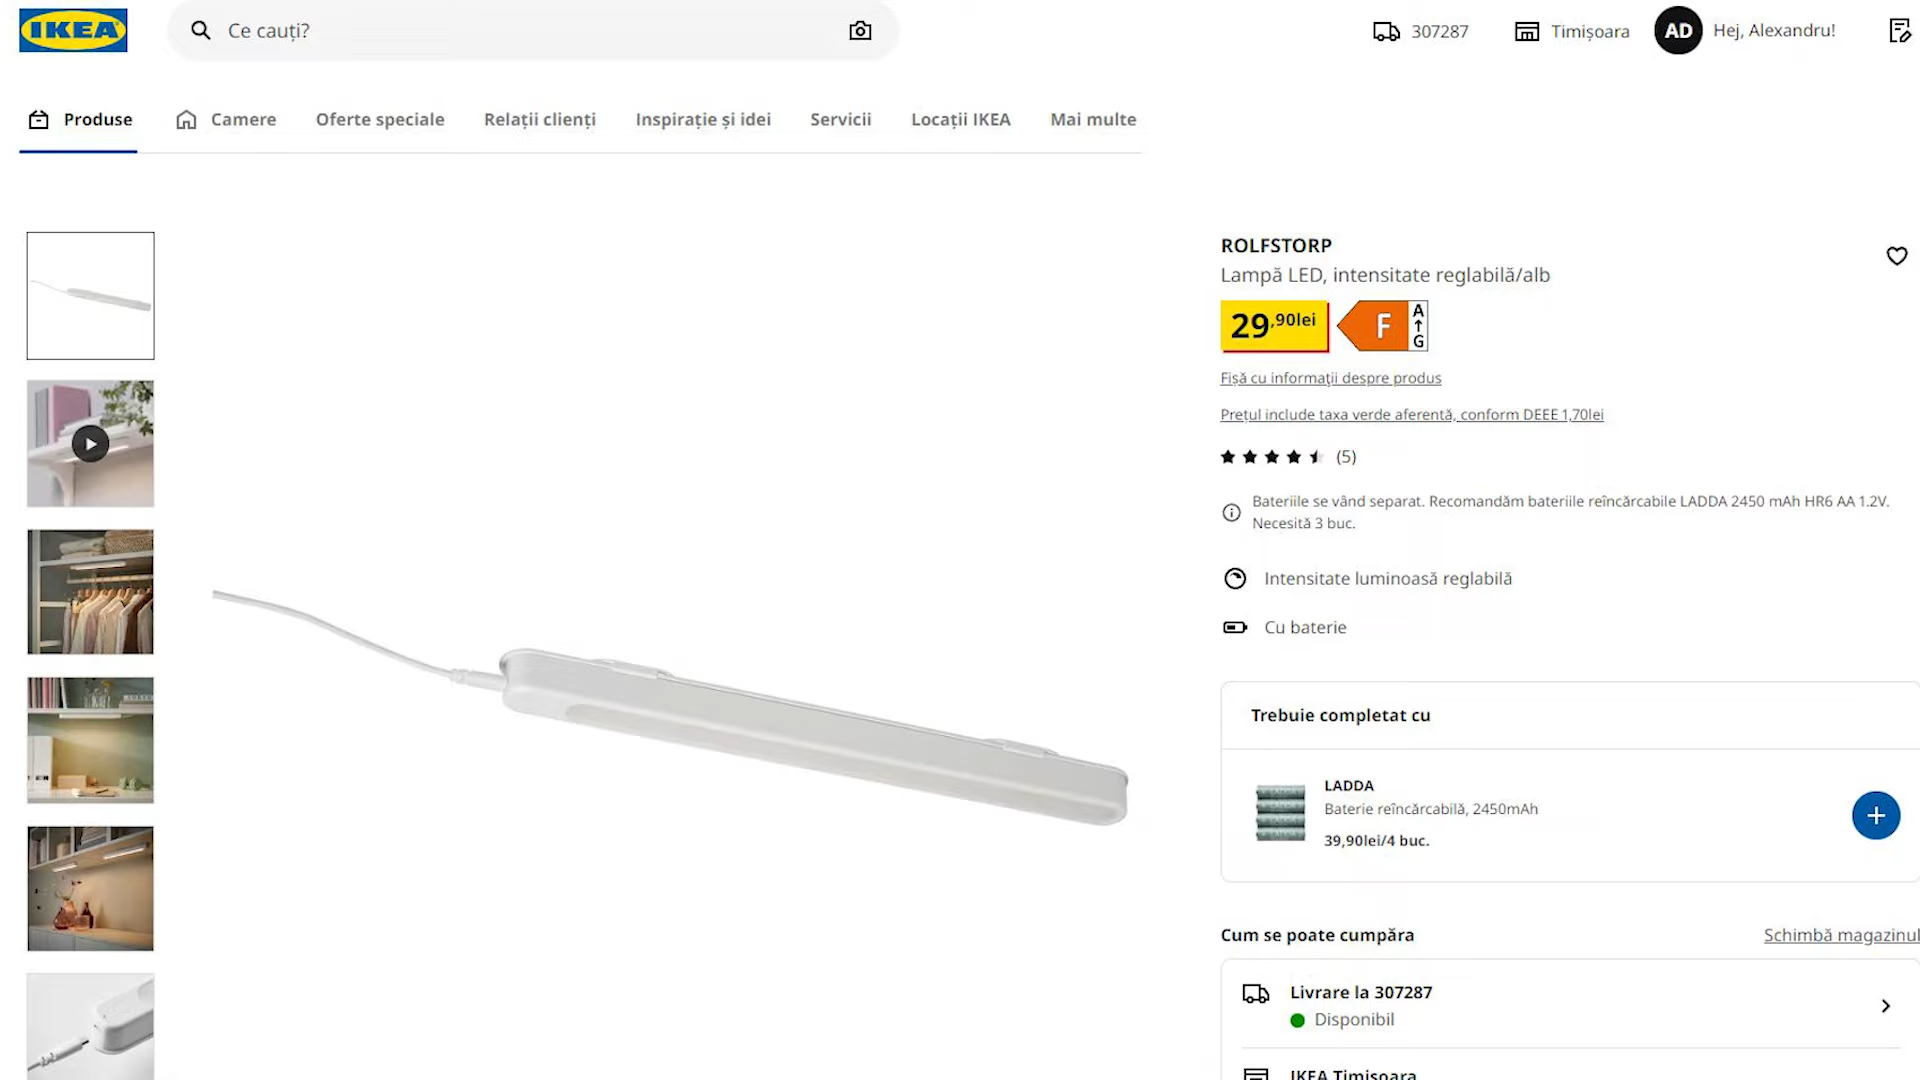 IKEA
Ce cauți?
307287
Timișoara
AD
Hej, Alexandru!
Produse
Camere
Oferte speciale
Relații clienți
Inspirație și idei
Servicii
Locații IKEA
Mai multe
ROLFSTORP
Lampă LED, intensitate reglabilă/alb
29,90lei
F
A
G
Fișă cu informaţii despre produs
Prețul include taxa verde aferentă, conform DEEE 1,70lei
(5)
Bateriile se vând separat. Recomandăm bateriile reîncărcabile LADDA 2450 mAh HR6 AA 1.2V.
Necesită 3 buc.
Intensitate luminoasă reglabilă
Cu baterie
Trebuie completat cu
LADDA
Baterie reîncărcabilă, 2450mAh
39,90lei/4 buc.
Cum se poate cumpăra
Schimbă magazinul
Livrare la 307287
Disponibil
IKEA Timișoara